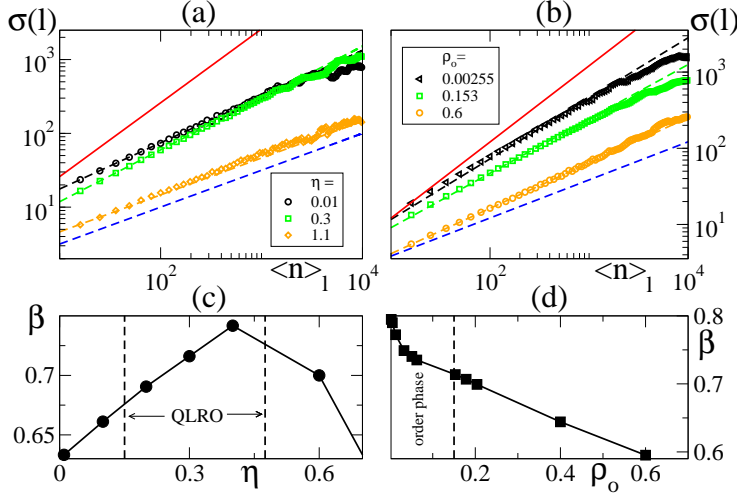 (a)
(b)
σ(l)
σ(l)
10³
10²
10¹
η =
0.01
0.3
1.1
10²
<n>ₗ
10⁴
ρₒ=
0.00255
0.153
0.6
10³
10²
10¹
10²
<n>ₗ
10⁴
(c)
(d)
β
0.7
0.65
QLRO
0
0.3
η
0.6
order phase
0.8
β
0.7
0.6
0
0.2
0.4
ρₒ
0.6